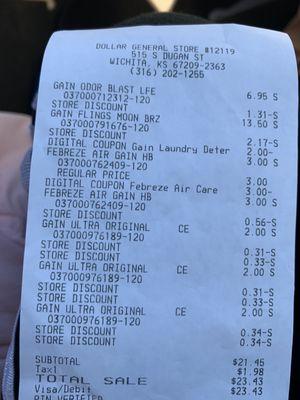 DOLLAR GENERAL STORE #12119
515 S DUGAN ST
WICHITA, KS 67209-2363
(316) 202-1255
GAIN ODOR BLAST LFE
037000712312-120 6.95 S
STORE DISCOUNT 1.31-S
GAIN FLINGS MOON BRZ
037000791676-120 13.50 S
STORE DISCOUNT 2.17-S
DIGITAL COUPON Gain Laundry Deter 2.00-
FEBREZE AIR GAIN HB 3.00 S
037000762409-120
REGULAR PRICE 3.00
DIGITAL COUPON Febreze Air Care 3.00-
FEBREZE AIR GAIN HB 3.00 S
037000762409-120
STORE DISCOUNT 0.56-S
GAIN ULTRA ORIGINAL CE 2.00 S
037000976189-120
STORE DISCOUNT 0.31-S
STORE DISCOUNT 0.33-S
GAIN ULTRA ORIGINAL CE 2.00 S
037000976189-120
STORE DISCOUNT 0.31-S
STORE DISCOUNT 0.33-S
GAIN ULTRA ORIGINAL CE 2.00 S
037000976189-120
STORE DISCOUNT 0.34-S
STORE DISCOUNT 0.34-S
SUBTOTAL $21.45
Tax1 $1.98
TOTAL SALE $23.43
Visa/Debit $23.43
PIN VERIFIED